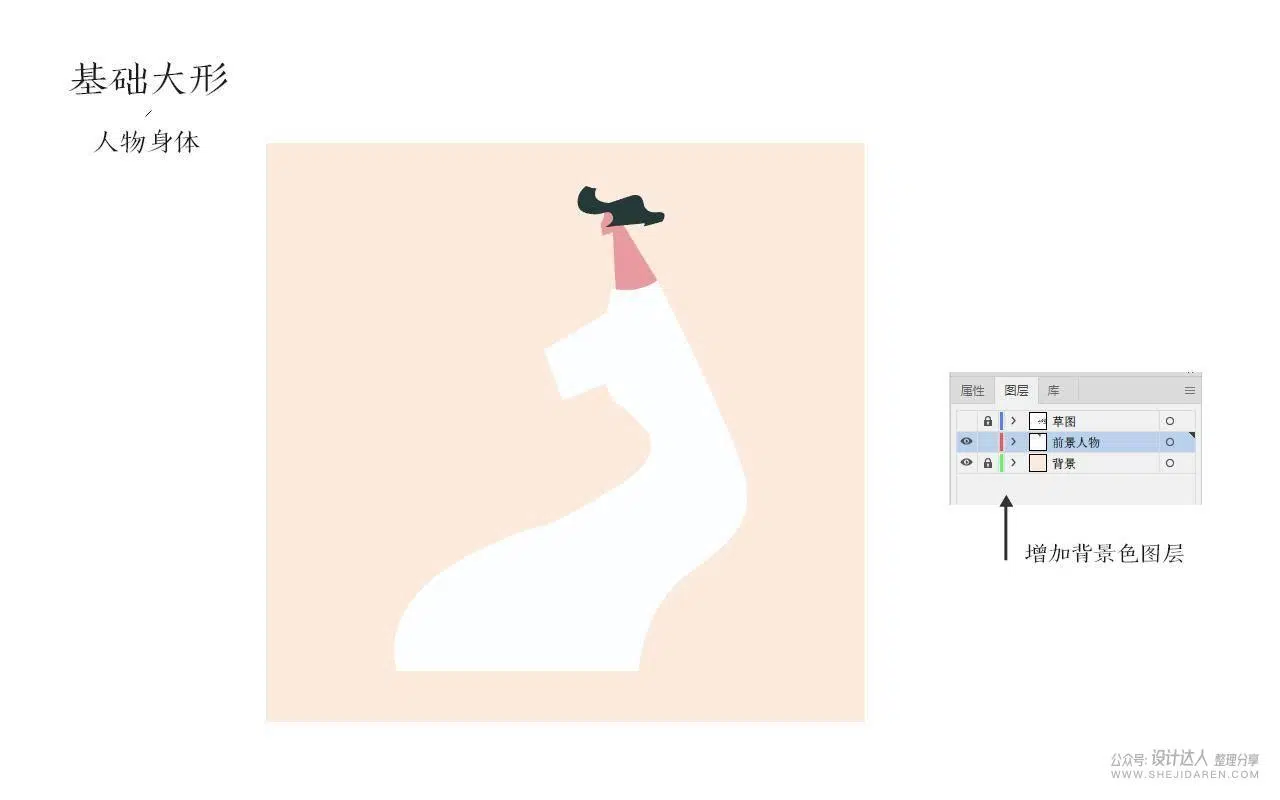 基础大形
人物身体
属性 图层 库
草图
前景人物
背景
增加背景色图层
公众号: 设计达人 整理分享
WWW.SHEJIDAREN.COM